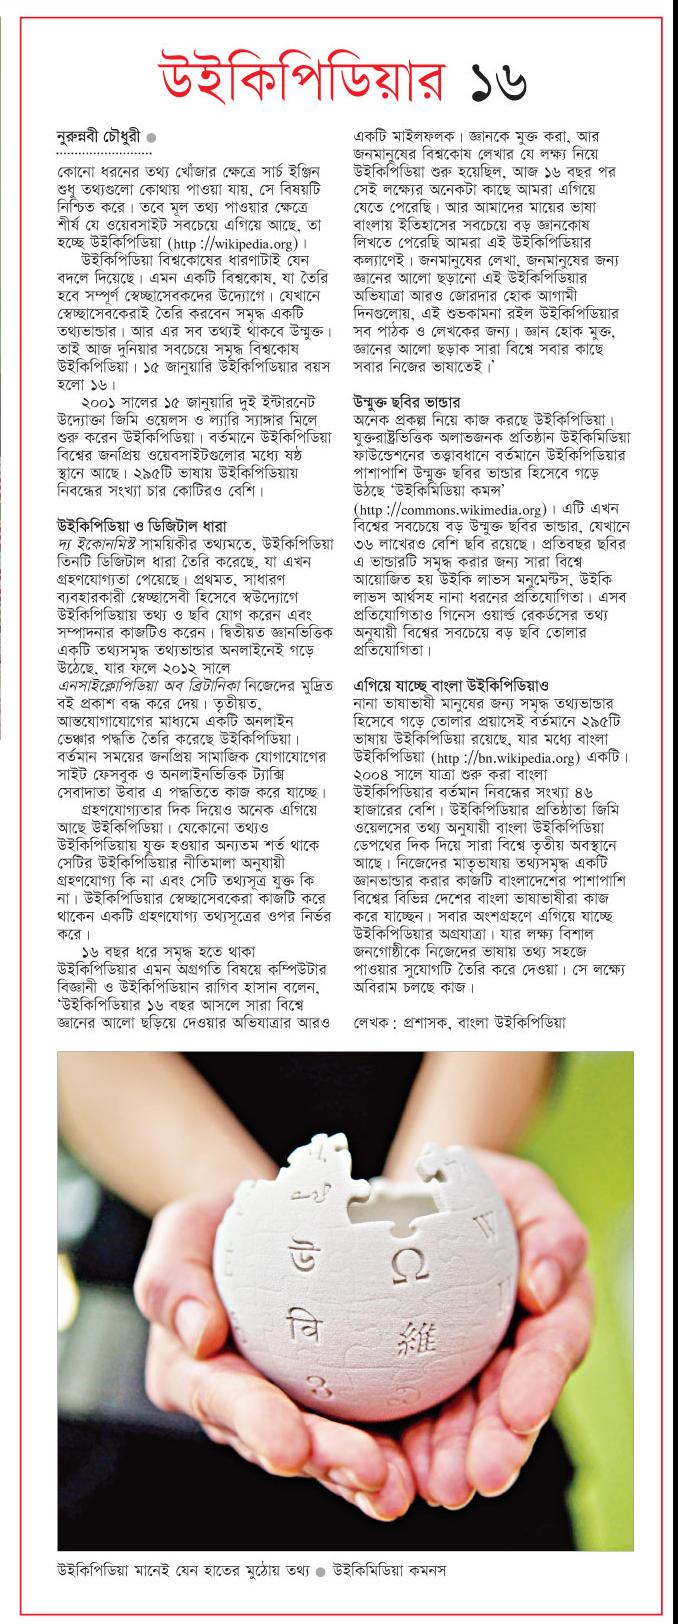 উইকিপিডিয়ার ১৬
নুরুন্নবী চৌধুরী ●
কোনো ধরনের তথ্য খোঁজার ক্ষেত্রে সার্চ ইঞ্জিন
শুধু তথ্যগুলো কোথায় পাওয়া যায়, সে বিষয়টি
নিশ্চিত করে। তবে মূল তথ্য পাওয়ার ক্ষেত্রে
শীর্ষ যে ওয়েবসাইট সবচেয়ে এগিয়ে আছে, তা
হচ্ছে উইকিপিডিয়া (http ://wikipedia.org)।
উইকিপিডিয়া বিশ্বকোষের ধারণাটাই যেন
বদলে দিয়েছে। এমন একটি বিশ্বকোষ, যা তৈরি
হবে সম্পূর্ণ স্বেচ্ছাসেবকদের উদ্যোগে। যেখানে
স্বেচ্ছাসেবকেরাই তৈরি করবেন সমৃদ্ধ একটি
তথ্যভান্ডার। আর এর সব তথ্যই থাকবে উন্মুক্ত।
তাই আজ দুনিয়ার সবচেয়ে সমৃদ্ধ বিশ্বকোষ
উইকিপিডিয়া। ১৫ জানুয়ারি উইকিপিডিয়ার বয়স
হলো ১৬।
২০০১ সালের ১৫ জানুয়ারি দুই ইন্টারনেট
উদ্যোক্তা জিমি ওয়েলস ও ল্যারি স্যাঙ্গার মিলে
শুরু করেন উইকিপিডিয়া। বর্তমানে উইকিপিডিয়া
বিশ্বের জনপ্রিয় ওয়েবসাইটগুলোর মধ্যে ষষ্ঠ
স্থানে আছে। ২৯৫টি ভাষায় উইকিপিডিয়ায়
নিবন্ধের সংখ্যা চার কোটিরও বেশি।
উইকিপিডিয়া ও ডিজিটাল ধারা
দ্য ইকোনমিস্ট সাময়িকীর তথ্যমতে, উইকিপিডিয়া
তিনটি ডিজিটাল ধারা তৈরি করেছে, যা এখন
গ্রহণযোগ্যতা পেয়েছে। প্রথমত, সাধারণ
ব্যবহারকারী স্বেচ্ছাসেবী হিসেবে স্বউদ্যোগে
উইকিপিডিয়ায় তথ্য ও ছবি যোগ করেন এবং
সম্পাদনার কাজটিও করেন। দ্বিতীয়ত জ্ঞানভিত্তিক
একটি তথ্যসমৃদ্ধ তথ্যভান্ডার অনলাইনেই গড়ে
উঠেছে, যার ফলে ২০১২ সালে
এনসাইক্লোপিডিয়া অব ব্রিটানিকা নিজেদের মুদ্রিত
বই প্রকাশ বন্ধ করে দেয়। তৃতীয়ত,
আন্তযোগাযোগের মাধ্যমে একটি অনলাইন
ভেঞ্চার পদ্ধতি তৈরি করেছে উইকিপিডিয়া।
বর্তমান সময়ের জনপ্রিয় সামাজিক যোগাযোগের
সাইট ফেসবুক ও অনলাইনভিত্তিক ট্যাক্সি
সেবাদাতা উবার এ পদ্ধতিতে কাজ করে যাচ্ছে।
গ্রহণযোগ্যতার দিক দিয়েও অনেক এগিয়ে
আছে উইকিপিডিয়া। যেকোনো তথ্যও
উইকিপিডিয়ায় যুক্ত হওয়ার অন্যতম শর্ত থাকে
সেটির উইকিপিডিয়ার নীতিমালা অনুযায়ী
গ্রহণযোগ্য কি না এবং সেটি তথ্যসূত্র যুক্ত কি
না। উইকিপিডিয়ার স্বেচ্ছাসেবকেরা কাজটি করে
থাকেন একটি গ্রহণযোগ্য তথ্যসূত্রের ওপর নির্ভর
করে।
১৬ বছর ধরে সমৃদ্ধ হতে থাকা
উইকিপিডিয়ার এমন অগ্রগতি বিষয়ে কম্পিউটার
বিজ্ঞানী ও উইকিপিডিয়ান রাগিব হাসান বলেন,
‘উইকিপিডিয়ার ১৬ বছর আসলে সারা বিশ্বে
জ্ঞানের আলো ছড়িয়ে দেওয়ার অভিযাত্রার আরও
একটি মাইলফলক। জ্ঞানকে মুক্ত করা, আর
জনমানুষের বিশ্বকোষ লেখার যে লক্ষ্য নিয়ে
উইকিপিডিয়া শুরু হয়েছিল, আজ ১৬ বছর পর
সেই লক্ষ্যের অনেকটা কাছে আমরা এগিয়ে
যেতে পেরেছি। আর আমাদের মায়ের ভাষা
বাংলায় ইতিহাসের সবচেয়ে বড় জ্ঞানকোষ
লিখতে পেরেছি আমরা এই উইকিপিডিয়ার
কল্যাণেই। জনমানুষের লেখা, জনমানুষের জন্য
জ্ঞানের আলো ছড়ানো এই উইকিপিডিয়ার
অভিযাত্রা আরও জোরদার হোক আগামী
দিনগুলোয়, এই শুভকামনা রইল উইকিপিডিয়ার
সব পাঠক ও লেখকের জন্য। জ্ঞান হোক মুক্ত,
জ্ঞানের আলো ছড়াক সারা বিশ্বে সবার কাছে
সবার নিজের ভাষাতেই।’
উন্মুক্ত ছবির ভান্ডার
অনেক প্রকল্প নিয়ে কাজ করছে উইকিপিডিয়া।
যুক্তরাষ্ট্রভিত্তিক অলাভজনক প্রতিষ্ঠান উইকিমিডিয়া
ফাউন্ডেশনের তত্ত্বাবধানে বর্তমানে উইকিপিডিয়ার
পাশাপাশি উন্মুক্ত ছবির ভান্ডার হিসেবে গড়ে
উঠছে ‘উইকিমিডিয়া কমন্স’
(http ://commons.wikimedia.org)। এটি এখন
বিশ্বের সবচেয়ে বড় উন্মুক্ত ছবির ভান্ডার, যেখানে
৩৬ লাখেরও বেশি ছবি রয়েছে। প্রতিবছর ছবির
এ ভান্ডারটি সমৃদ্ধ করার জন্য সারা বিশ্বে
আয়োজিত হয় উইকি লাভস মনুমেন্টস, উইকি
লাভস আর্থসহ নানা ধরনের প্রতিযোগিতা। এসব
প্রতিযোগিতাও গিনেস ওয়ার্ল্ড রেকর্ডসের তথ্য
অনুযায়ী বিশ্বের সবচেয়ে বড় ছবি তোলার
প্রতিযোগিতা।
এগিয়ে যাচ্ছে বাংলা উইকিপিডিয়াও
নানা ভাষাভাষী মানুষের জন্য সমৃদ্ধ তথ্যভান্ডার
হিসেবে গড়ে তোলার প্রয়াসেই বর্তমানে ২৯৫টি
ভাষায় উইকিপিডিয়া রয়েছে, যার মধ্যে বাংলা
উইকিপিডিয়া (http ://bn.wikipedia.org) একটি।
২০০৪ সালে যাত্রা শুরু করা বাংলা
উইকিপিডিয়ার বর্তমান নিবন্ধের সংখ্যা ৪৬
হাজারের বেশি। উইকিপিডিয়ার প্রতিষ্ঠাতা জিমি
ওয়েলসের তথ্য অনুযায়ী বাংলা উইকিপিডিয়া
ডেপথের দিক দিয়ে সারা বিশ্বে তৃতীয় অবস্থানে
আছে। নিজেদের মাতৃভাষায় তথ্যসমৃদ্ধ একটি
জ্ঞানভান্ডার করার কাজটি বাংলাদেশের পাশাপাশি
বিশ্বের বিভিন্ন দেশের বাংলা ভাষাভাষীরা কাজ
করে যাচ্ছেন। সবার অংশগ্রহণে এগিয়ে যাচ্ছে
উইকিপিডিয়ার অগ্রযাত্রা। যার লক্ষ্য বিশাল
জনগোষ্ঠীকে নিজেদের ভাষায় তথ্য সহজে
পাওয়ার সুযোগটি তৈরি করে দেওয়া। সে লক্ষ্যে
অবিরাম চলছে কাজ।
লেখক : প্রশাসক, বাংলা উইকিপিডিয়া
উ Ω W
বি 維
উইকিপিডিয়া মানেই যেন হাতের মুঠোয় তথ্য ● উইকিমিডিয়া কমনস